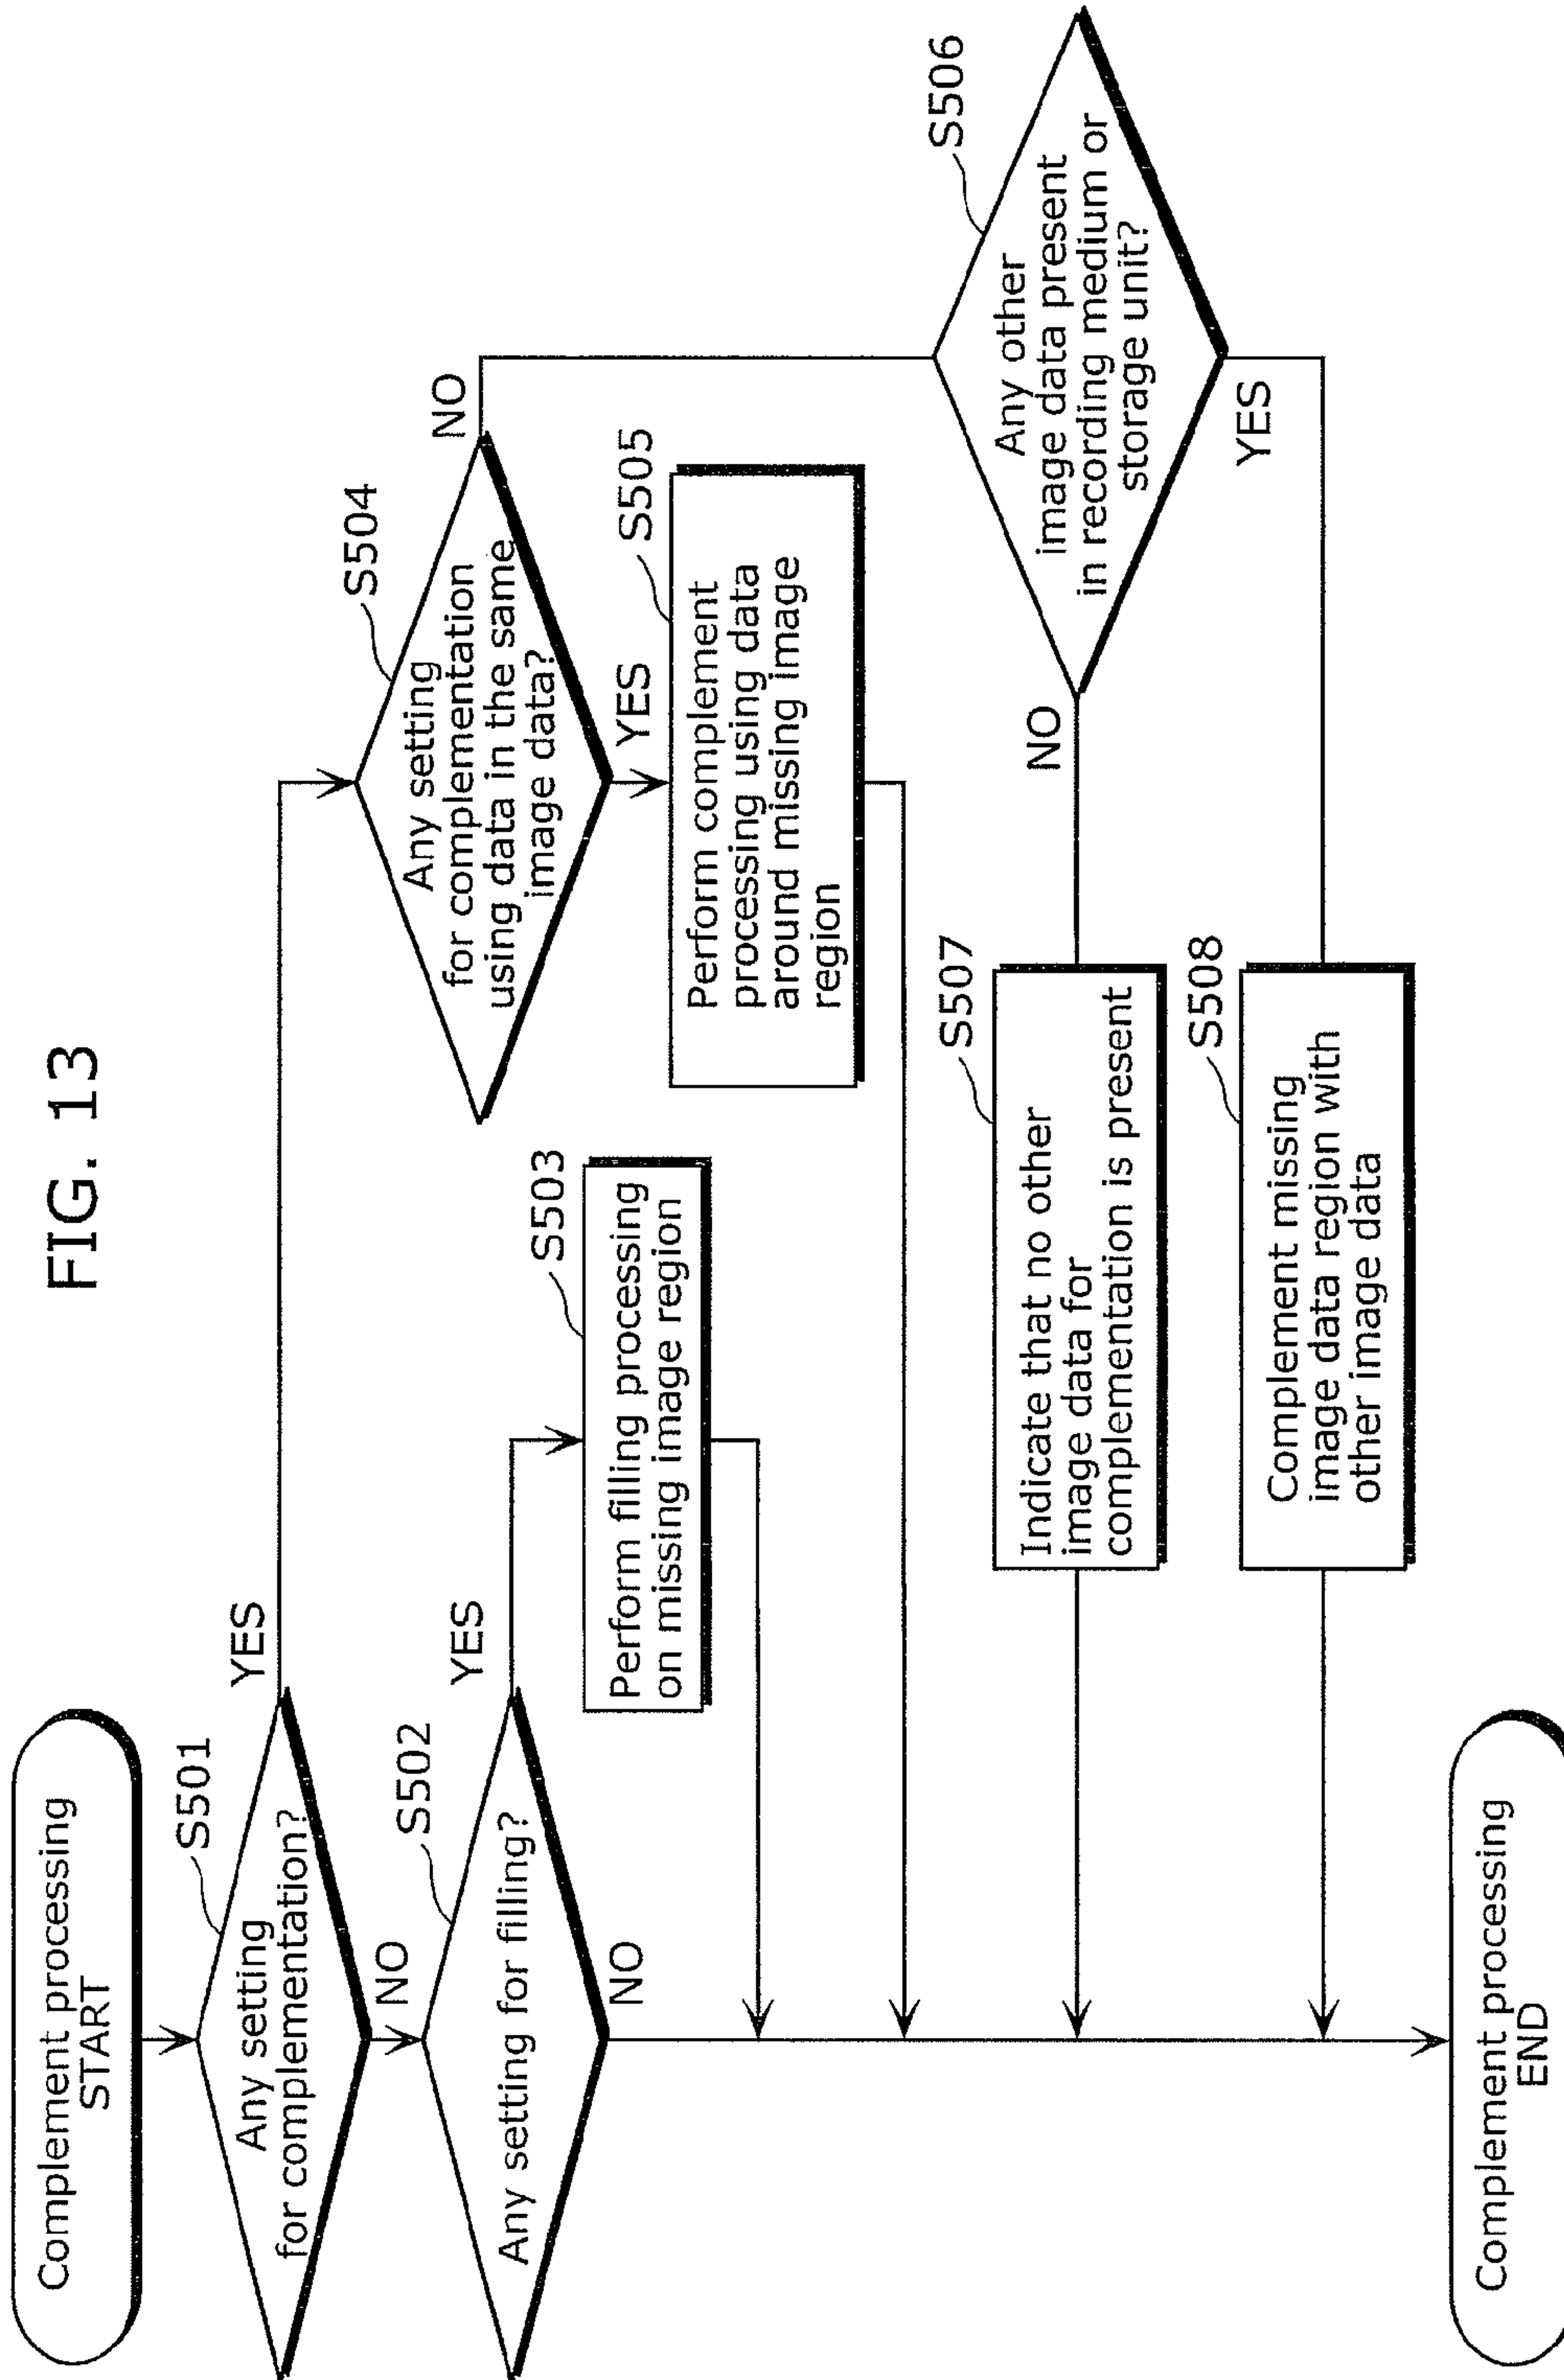 FIG. 13
Complement processing
START
S501
Any setting
for complementation?
YES
NO
S502
Any setting for filling?
YES
NO
S503
Perform filling processing
on missing image region
S504
Any setting
for complementation
using data in the same
image data?
NO
YES
S505
Perform complement
processing using data
around missing image
region
S506
Any other
image data present
in recording medium or
storage unit?
NO
YES
S507
Indicate that no other
image data for
complementation is present
S508
Complement missing
image data region with
other image data
Complement processing
END